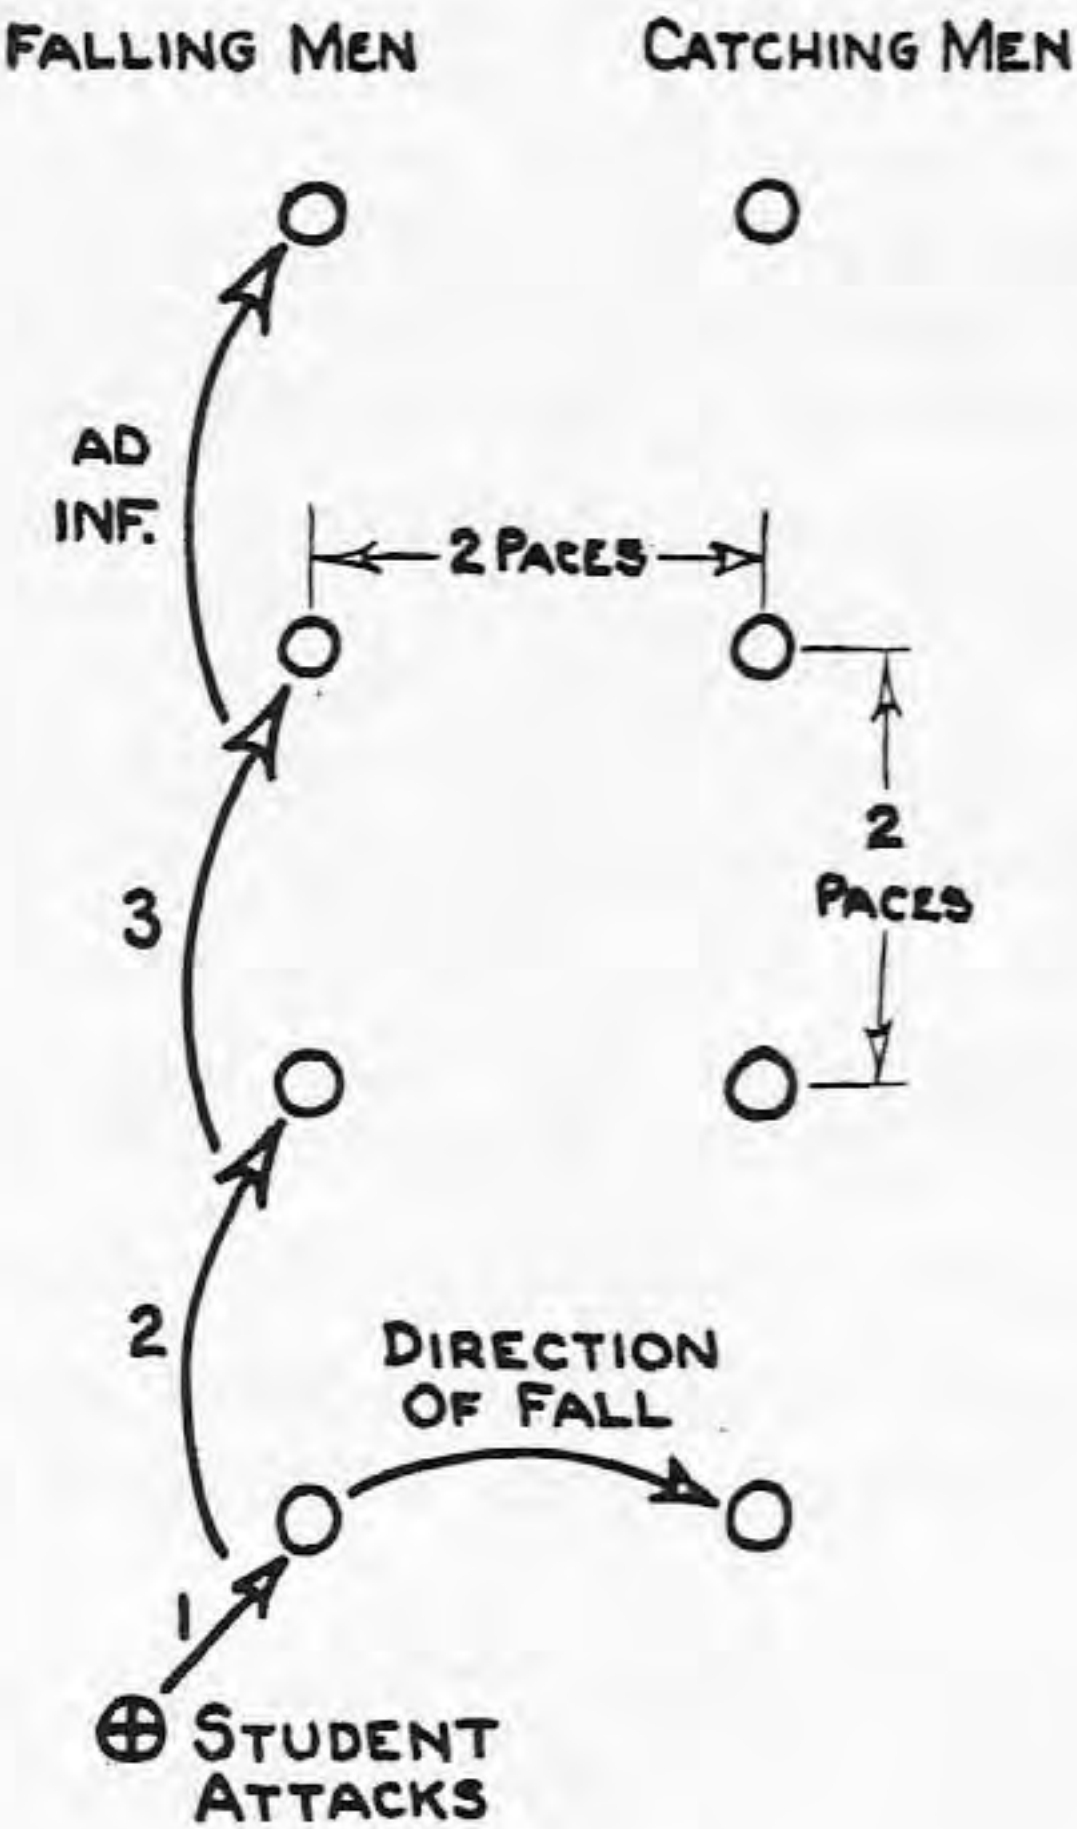 FALLING MEN
CATCHING MEN
AD
INF.
2 PACES
2
PACES
3
2
DIRECTION
OF FALL
1
STUDENT
ATTACKS